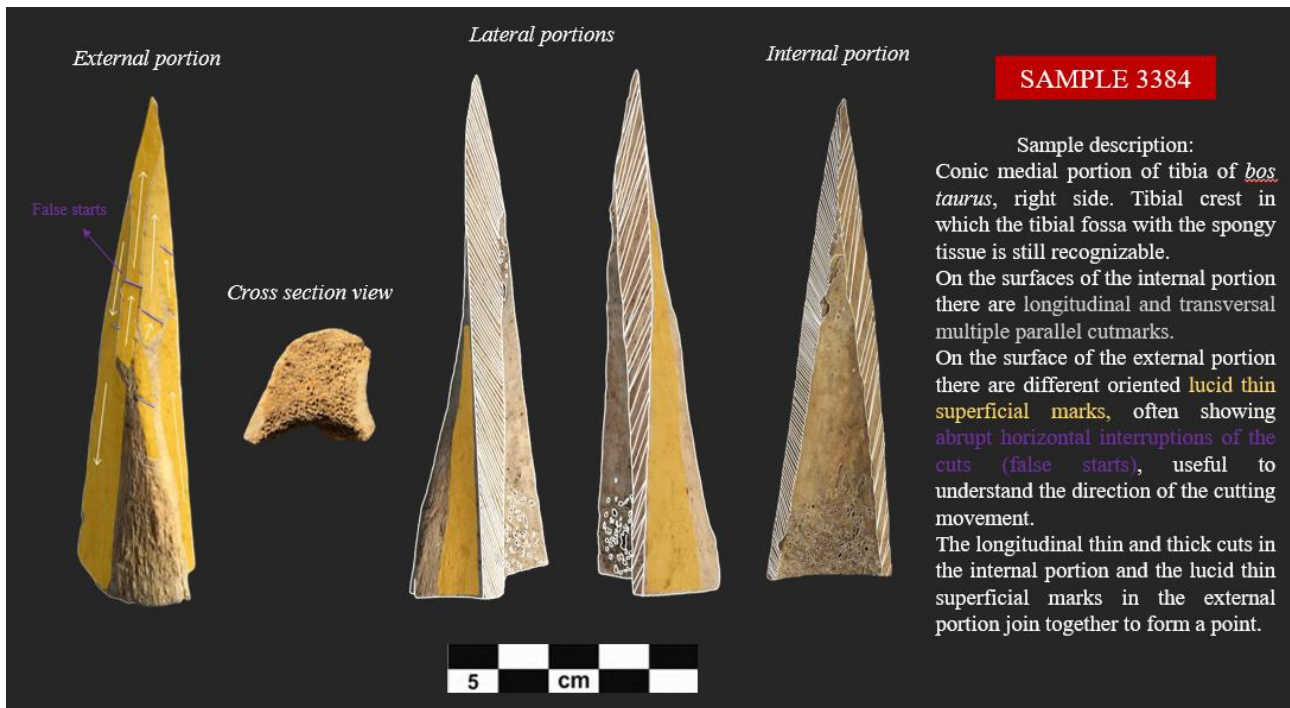 External portion
Lateral portions
Internal portion
False starts
Cross section view
5 cm
SAMPLE 3384
Sample description:
Conic medial portion of tibia of bos
taurus, right side. Tibial crest in
which the tibial fossa with the spongy
tissue is still recognizable.
On the surfaces of the internal portion
there are longitudinal and transversal
multiple parallel cutmarks.
On the surface of the external portion
there are different oriented lucid thin
superficial marks, often showing
abrupt horizontal interruptions of the
cuts (false starts), useful to
understand the direction of the cutting
movement.
The longitudinal thin and thick cuts in
the internal portion and the lucid thin
superficial marks in the external
portion join together to form a point.